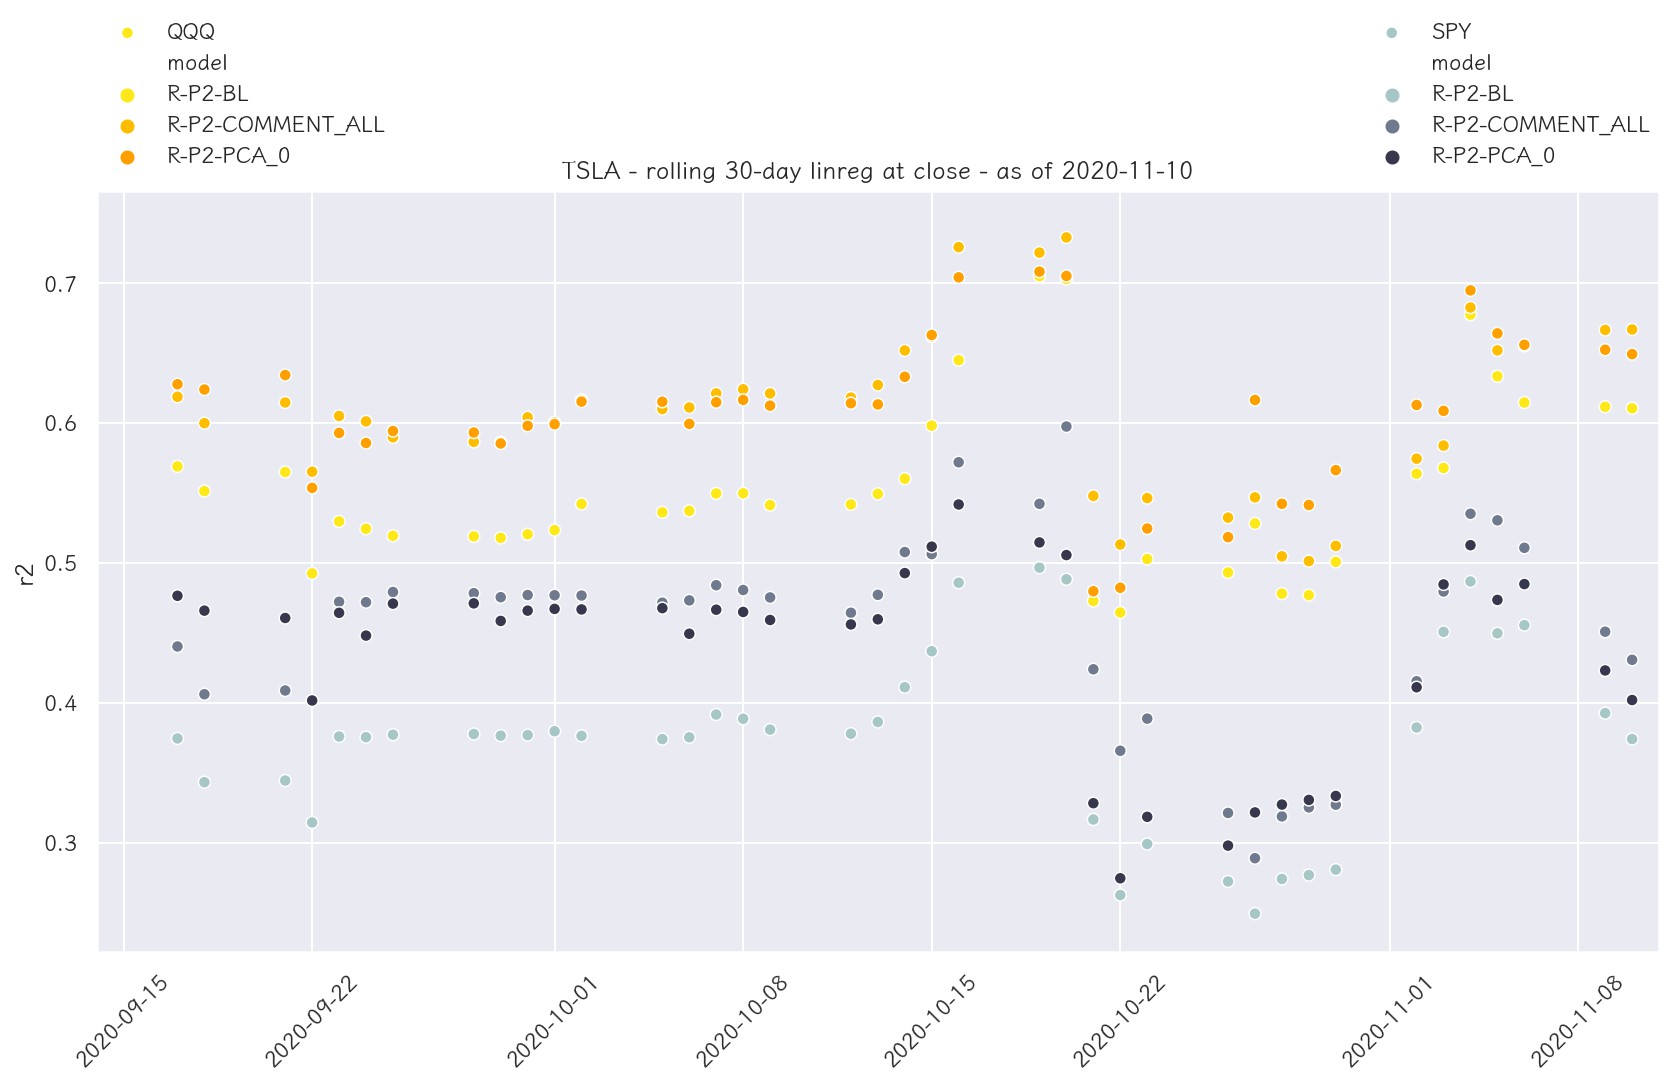 QQQ
model
R-P2-BL
R-P2-COMMENT_ALL
R-P2-PCA_0
SPY
model
R-P2-BL
R-P2-COMMENT_ALL
R-P2-PCA_0
TSLA - rolling 30-day linreg at close - as of 2020-11-10
r2
0.7
0.6
0.5
0.4
0.3
2020-09-15
2020-09-22
2020-10-01
2020-10-08
2020-10-15
2020-10-22
2020-11-01
2020-11-08